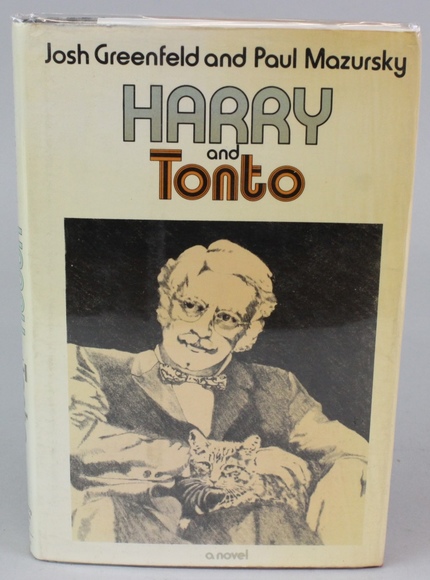 Josh Greenfeld and Paul Mazursky
HARRY
and
Tonto
a novel